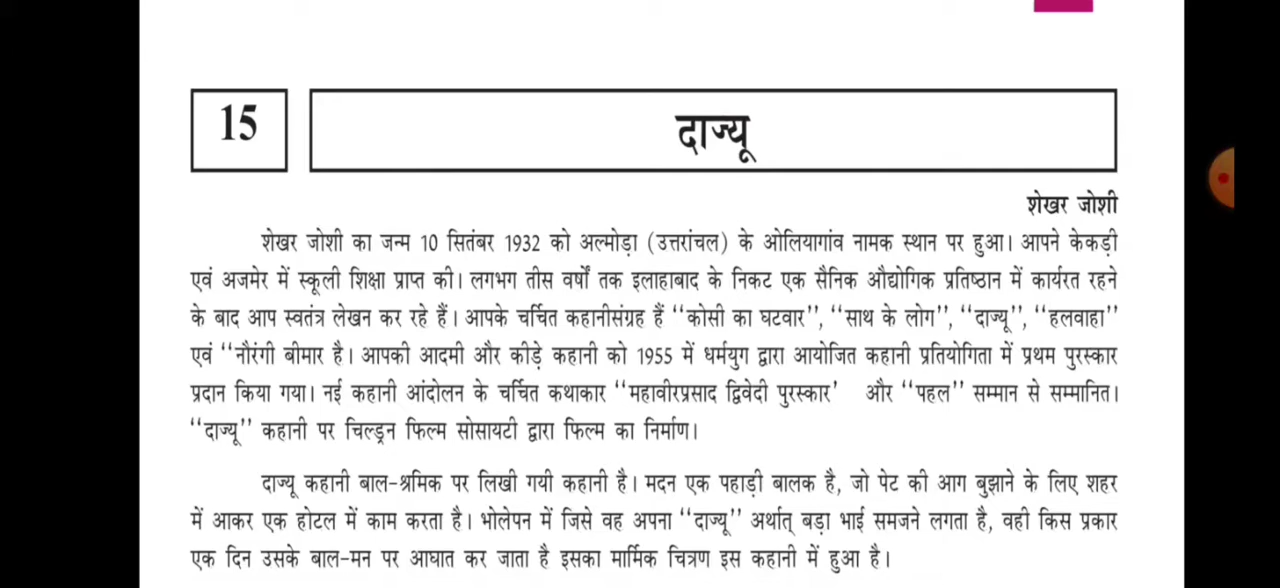 15
दाज्यू
शेखर जोशी
शेखर जोशी का जन्म 10 सितंबर 1932 को अल्मोड़ा (उत्तरांचल) के ओलियागांव नामक स्थान पर हुआ। आपने केकड़ी
एवं अजमेर में स्कूली शिक्षा प्राप्त की। लगभग तीस वर्षों तक इलाहाबाद के निकट एक सैनिक औद्योगिक प्रतिष्ठान में कार्यरत रहने
के बाद आप स्वतंत्र लेखन कर रहे हैं। आपके चर्चित कहानीसंग्रह हैं ‘‘कोसी का घटवार’’, ‘‘साथ के लोग’’, ‘‘दाज्यू’’, ‘‘हलवाहा’’
एवं ‘‘नौरंगी बीमार है। आपकी आदमी और कीड़े कहानी को 1955 में धर्मयुग द्वारा आयोजित कहानी प्रतियोगिता में प्रथम पुरस्कार
प्रदान किया गया। नई कहानी आंदोलन के चर्चित कथाकार ‘‘महावीरप्रसाद द्विवेदी पुरस्कार’ और ‘‘पहल’’ सम्मान से सम्मानित।
‘‘दाज्यू’’ कहानी पर चिल्ड्रन फिल्म सोसायटी द्वारा फिल्म का निर्माण।
दाज्यू कहानी बाल-श्रमिक पर लिखी गयी कहानी है। मदन एक पहाड़ी बालक है, जो पेट की आग बुझाने के लिए शहर
में आकर एक होटल में काम करता है। भोलेपन में जिसे वह अपना ‘‘दाज्यू’’ अर्थात् बड़ा भाई समजने लगता है, वही किस प्रकार
एक दिन उसके बाल-मन पर आघात कर जाता है इसका मार्मिक चित्रण इस कहानी में हुआ है।